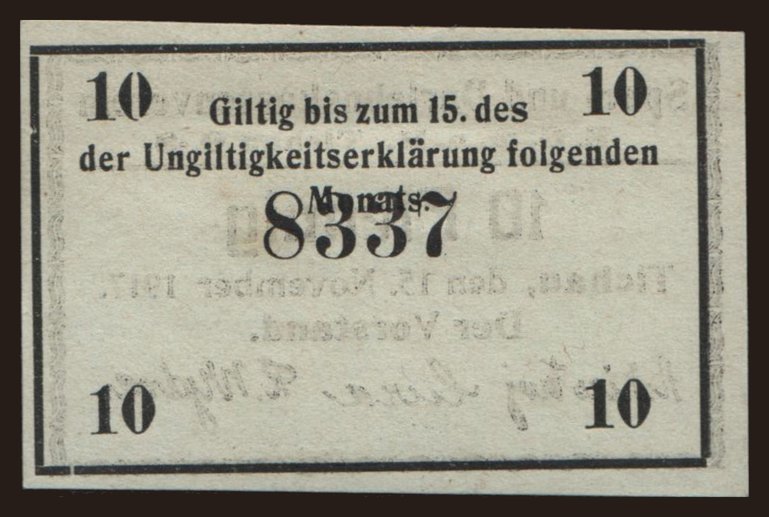 10 10
Giltig bis zum 15. des
der Ungiltigkeitserklärung folgenden
Monats.
8337
10 10